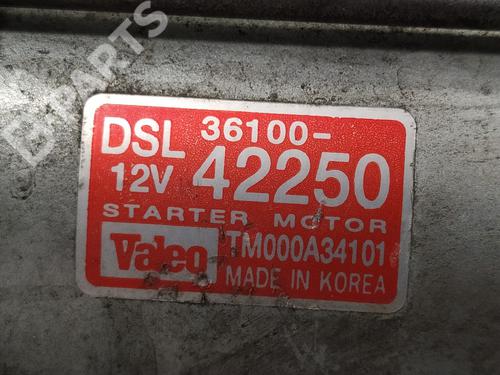 B-PARTS
DSL 36100-
12V 42250
STARTER MOTOR
Valeo TM000A34101
MADE IN KOREA